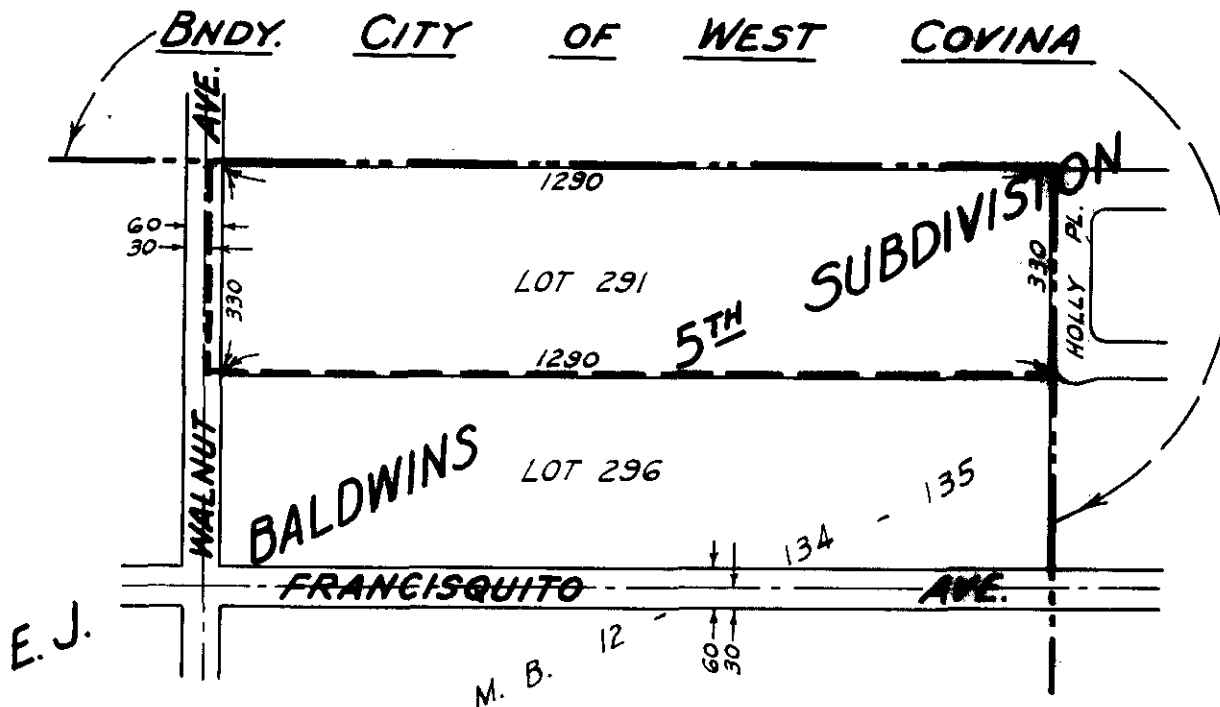 BNDY. CITY OF WEST COVINA
AVE.
1290
60
30
330
LOT 291
330
HOLLY PL.
1290
WALNUT
LOT 296
E. J. BALDWINS 5TH SUBDIVISION
FRANCISQUITO AVE.
60
30
M. B. 12 - 134 - 135